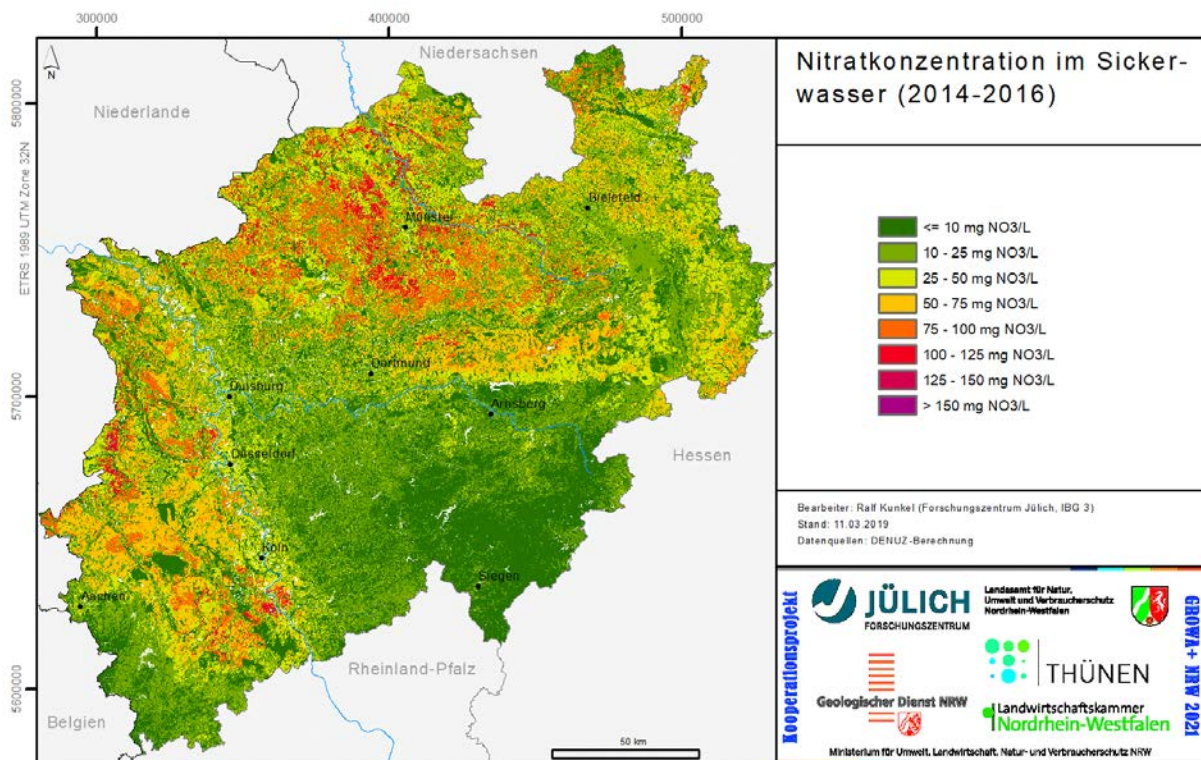 300000
400000
500000
5800000
5700000
5600000
ETRS 1989 UTM Zone 32N
N
Niedersachsen
Niederlande
Hessen
Rheinland-Pfalz
Belgien
Bielefeld
Münster
Dortmund
Duisburg
Arnsberg
Düsseldorf
Köln
Siegen
Aachen
50 km
Nitratkonzentration im Sicker-
wasser (2014-2016)
<= 10 mg NO3/L
10 - 25 mg NO3/L
25 - 50 mg NO3/L
50 - 75 mg NO3/L
75 - 100 mg NO3/L
100 - 125 mg NO3/L
125 - 150 mg NO3/L
> 150 mg NO3/L
Bearbeiter: Ralf Kunkel (Forschungszentrum Jülich, IBG 3)
Stand: 11.03.2019
Datenquellen: DENUZ-Berechnung
Kooperationsprojekt
JÜLICH
FORSCHUNGSZENTRUM
Landesamt für Natur,
Umwelt und Verbraucherschutz
Nordrhein-Westfalen
Geologischer Dienst NRW
THÜNEN
Landwirtschaftskammer
Nordrhein-Westfalen
GROWA+ NRW 2021
Ministerium für Umwelt, Landwirtschaft, Natur- und Verbraucherschutz NRW